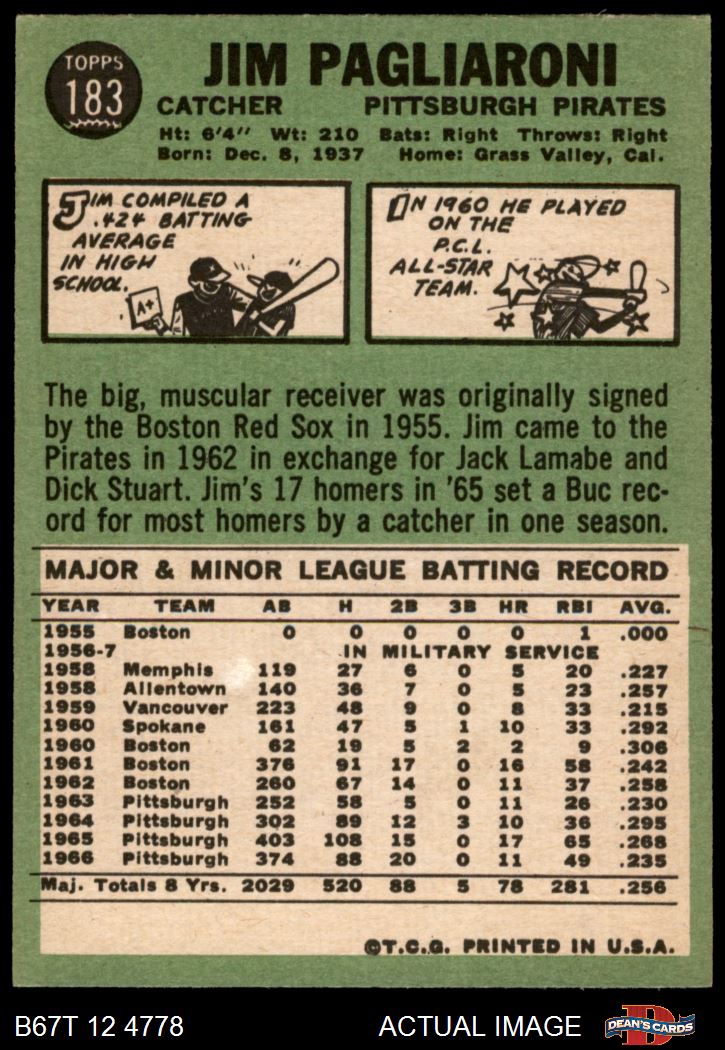 TOPPS
183
JIM PAGLIARONI
CATCHER PITTSBURGH PIRATES
Ht: 6'4" Wt: 210 Bats: Right Throws: Right
Born: Dec. 8, 1937 Home: Grass Valley, Cal.
JIM COMPILED A
.424 BATTING
AVERAGE
IN HIGH
SCHOOL.
A+
IN 1960 HE PLAYED
ON THE
P.C.L.
ALL-STAR
TEAM.
The big, muscular receiver was originally signed
by the Boston Red Sox in 1955. Jim came to the
Pirates in 1962 in exchange for Jack Lamabe and
Dick Stuart. Jim's 17 homers in '65 set a Buc rec-
ord for most homers by a catcher in one season.
MAJOR & MINOR LEAGUE BATTING RECORD
YEAR TEAM AB H 2B 3B HR RBI AVG.
1955 Boston 0 0 0 0 0 1 .000
1956-7 IN MILITARY SERVICE
1958 Memphis 119 27 6 0 5 20 .227
1958 Allentown 140 36 7 0 5 23 .257
1959 Vancouver 223 48 9 0 8 33 .215
1960 Spokane 161 47 5 1 10 33 .292
1960 Boston 62 19 5 2 2 9 .306
1961 Boston 376 91 17 0 16 58 .242
1962 Boston 260 67 14 0 11 37 .258
1963 Pittsburgh 252 58 5 0 11 26 .230
1964 Pittsburgh 302 89 12 3 10 36 .295
1965 Pittsburgh 403 108 15 0 17 65 .268
1966 Pittsburgh 374 88 20 0 11 49 .235
Maj. Totals 8 Yrs. 2029 520 88 5 78 281 .256
©T.C.G. PRINTED IN U.S.A.
B67T 12 4778 ACTUAL IMAGE
D
DEAN'S CARDS